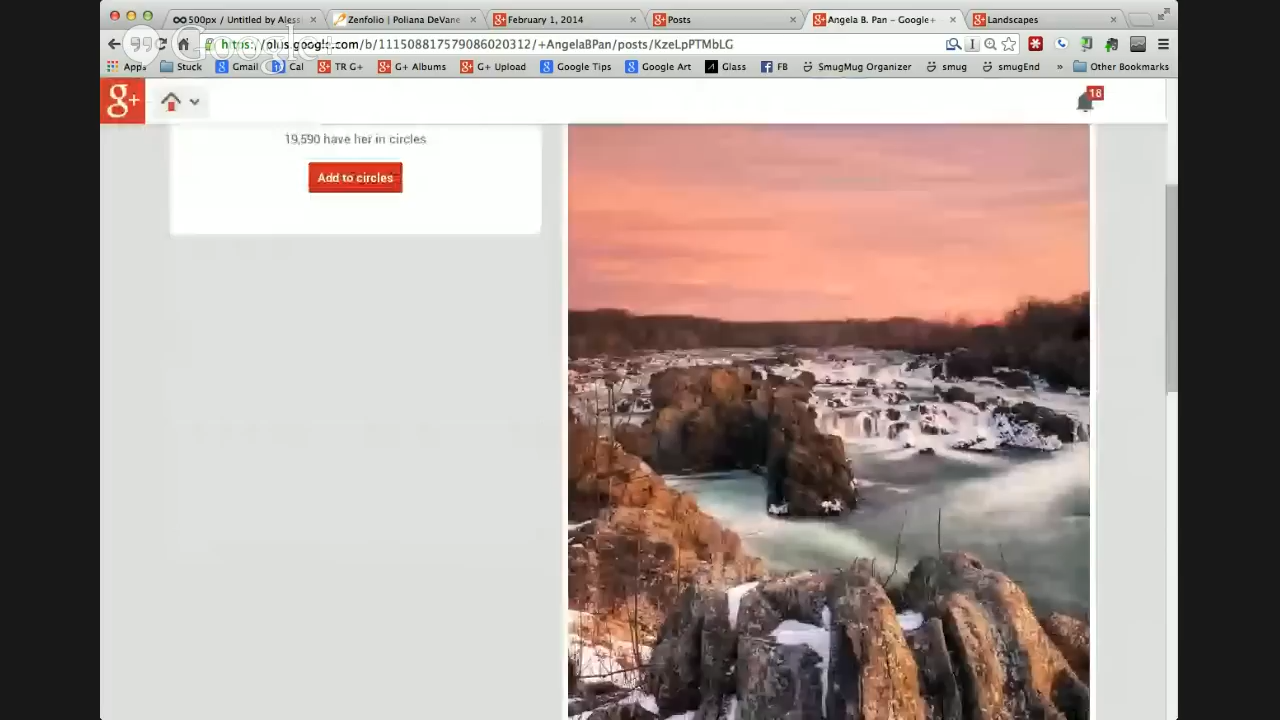 500px / Untitled by Aless
Zenfolio | Poliana DeVane
February 1, 2014
Posts
Angela B. Pan - Google+
Landscapes
Google+
https://plus.google.com/b/111508817579086020312/+AngelaBPan/posts/KzeLpPTMbLG
Apps
Stuck
Gmail
Cal
TR G+
G+ Albums
G+ Upload
Google Tips
Google Art
Glass
FB
SmugMug Organizer
smug
smugEnd
»
Other Bookmarks
g+
18
19,590 have her in circles
Add to circles